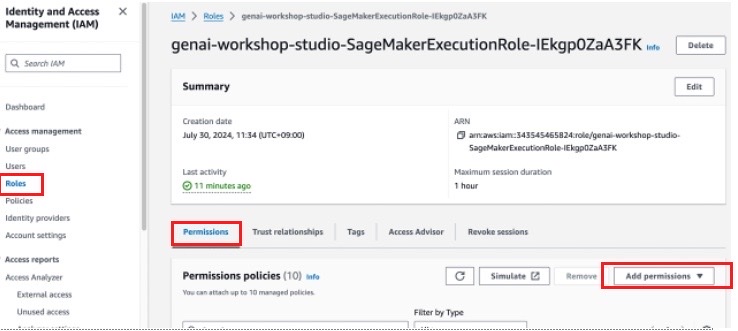 Identity and Access
Management (IAM)
Search IAM
Dashboard
Access management
User groups
Users
Roles
Policies
Identity providers
Account settings
Access reports
Access Analyzer
External access
Unused access
IAM > Roles > genai-workshop-studio-SageMakerExecutionRole-IEkgp0ZaA3FK
genai-workshop-studio-SageMakerExecutionRole-IEkgp0ZaA3FK Info
Delete
Summary
Edit
Creation date
July 30, 2024, 11:34 (UTC+09:00)
ARN
arn:aws:iam::343545465824:role/genai-workshop-studio-
SageMakerExecutionRole-IEkgp0ZaA3FK
Last activity
11 minutes ago
Maximum session duration
1 hour
Permissions Trust relationships Tags Access Advisor Revoke sessions
Permissions policies (10) Info
You can attach up to 10 managed policies.
Simulate Remove Add permissions
Filter by Type